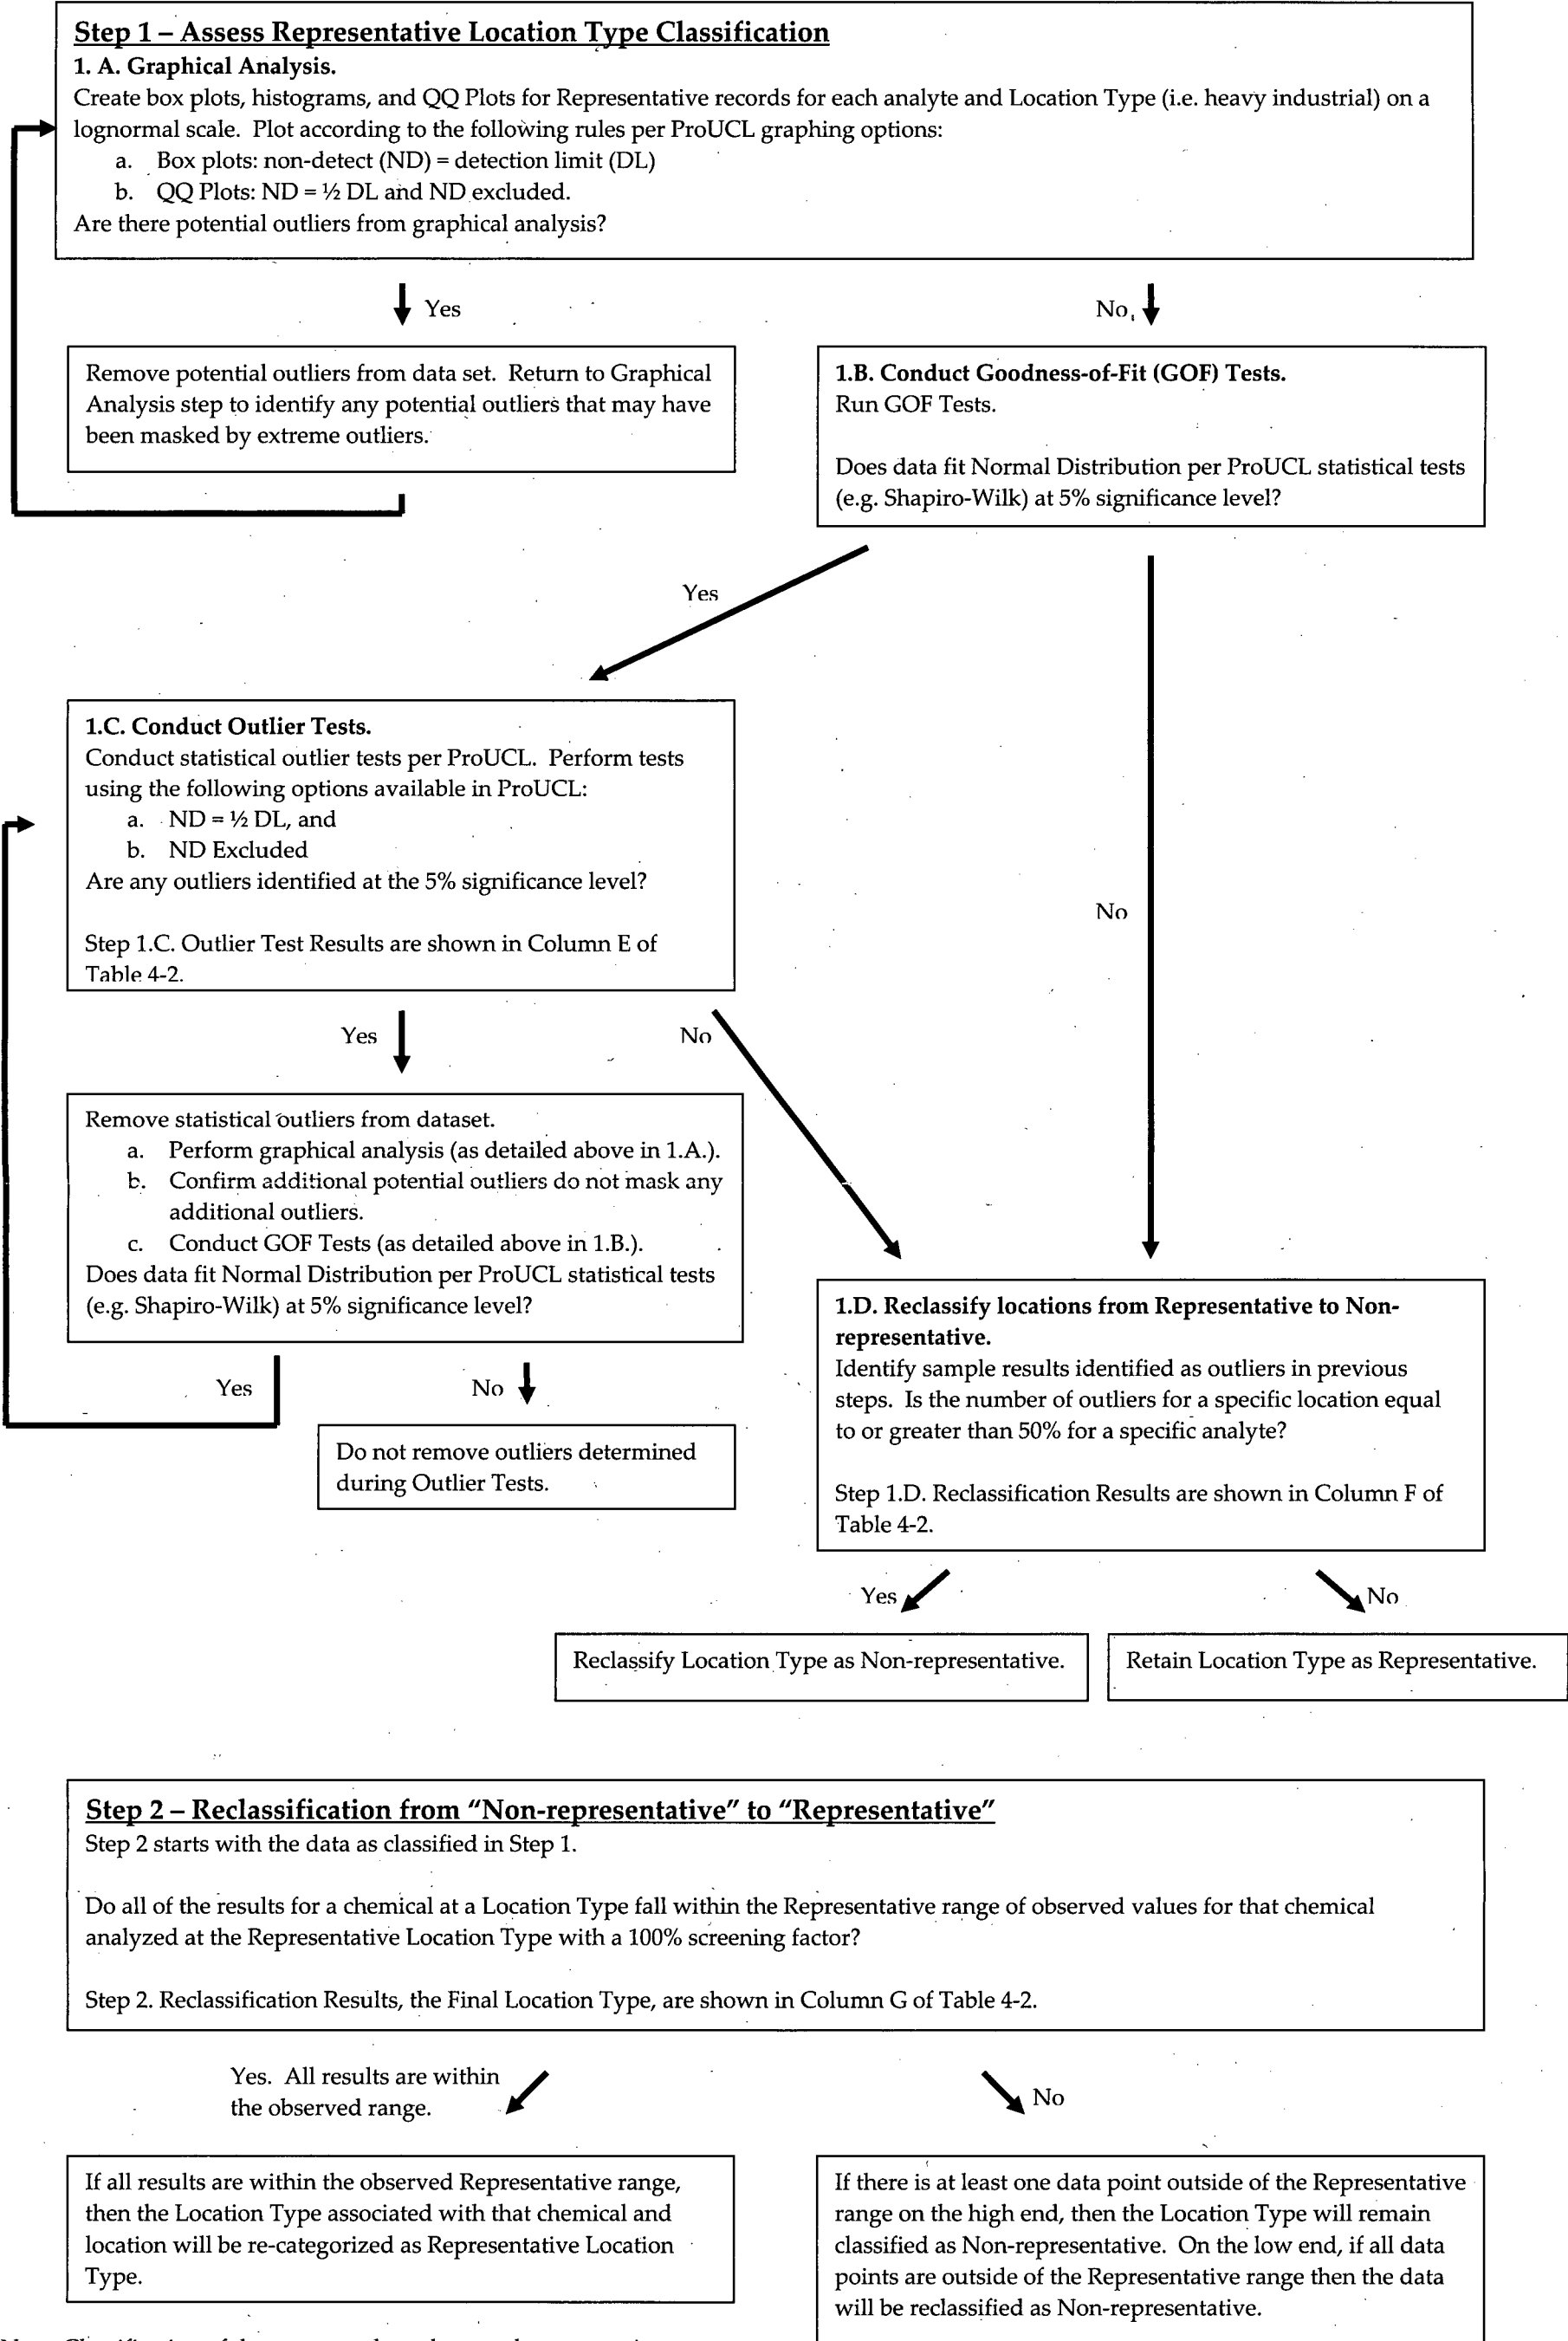 Step 1 – Assess Representative Location Type Classification
1. A. Graphical Analysis.
Create box plots, histograms, and QQ Plots for Representative records for each analyte and Location Type (i.e. heavy industrial) on a
lognormal scale. Plot according to the following rules per ProUCL graphing options:
a. Box plots: non-detect (ND) = detection limit (DL)
b. QQ Plots: ND = ½ DL and ND excluded.
Are there potential outliers from graphical analysis?
Yes
No
Remove potential outliers from data set. Return to Graphical
Analysis step to identify any potential outliers that may have
been masked by extreme outliers.
1.B. Conduct Goodness-of-Fit (GOF) Tests.
Run GOF Tests.
Does data fit Normal Distribution per ProUCL statistical tests
(e.g. Shapiro-Wilk) at 5% significance level?
Yes
1.C. Conduct Outlier Tests.
Conduct statistical outlier tests per ProUCL. Perform tests
using the following options available in ProUCL:
a. ND = ½ DL, and
b. ND Excluded
Are any outliers identified at the 5% significance level?
Step 1.C. Outlier Test Results are shown in Column E of
Table 4-2.
No
Yes
No
Remove statistical outliers from dataset.
a. Perform graphical analysis (as detailed above in 1.A.).
b. Confirm additional potential outliers do not mask any
additional outliers.
c. Conduct GOF Tests (as detailed above in 1.B.).
Does data fit Normal Distribution per ProUCL statistical tests
(e.g. Shapiro-Wilk) at 5% significance level?
Yes
No
Do not remove outliers determined
during Outlier Tests.
1.D. Reclassify locations from Representative to Non-
representative.
Identify sample results identified as outliers in previous
steps. Is the number of outliers for a specific location equal
to or greater than 50% for a specific analyte?
Step 1.D. Reclassification Results are shown in Column F of
Table 4-2.
Yes
No
Reclassify Location Type as Non-representative.
Retain Location Type as Representative.
Step 2 – Reclassification from “Non-representative” to “Representative”
Step 2 starts with the data as classified in Step 1.
Do all of the results for a chemical at a Location Type fall within the Representative range of observed values for that chemical
analyzed at the Representative Location Type with a 100% screening factor?
Step 2. Reclassification Results, the Final Location Type, are shown in Column G of Table 4-2.
Yes. All results are within
the observed range.
No
If all results are within the observed Representative range,
then the Location Type associated with that chemical and
location will be re-categorized as Representative Location
Type.
If there is at least one data point outside of the Representative
range on the high end, then the Location Type will remain
classified as Non-representative. On the low end, if all data
points are outside of the Representative range then the data
will be reclassified as Non-representative.